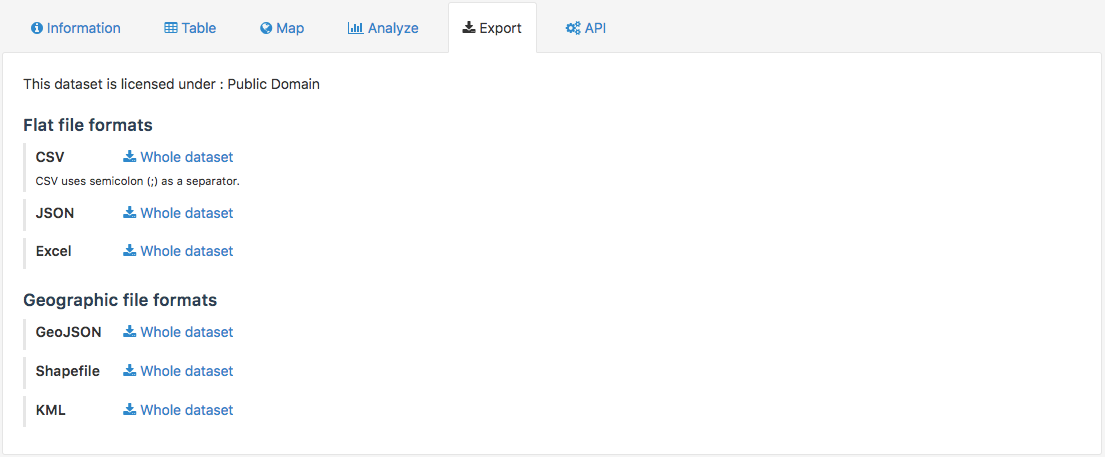 Information Table Map Analyze Export API
This dataset is licensed under : Public Domain
Flat file formats
CSV Whole dataset
CSV uses semicolon (;) as a separator.
JSON Whole dataset
Excel Whole dataset
Geographic file formats
GeoJSON Whole dataset
Shapefile Whole dataset
KML Whole dataset